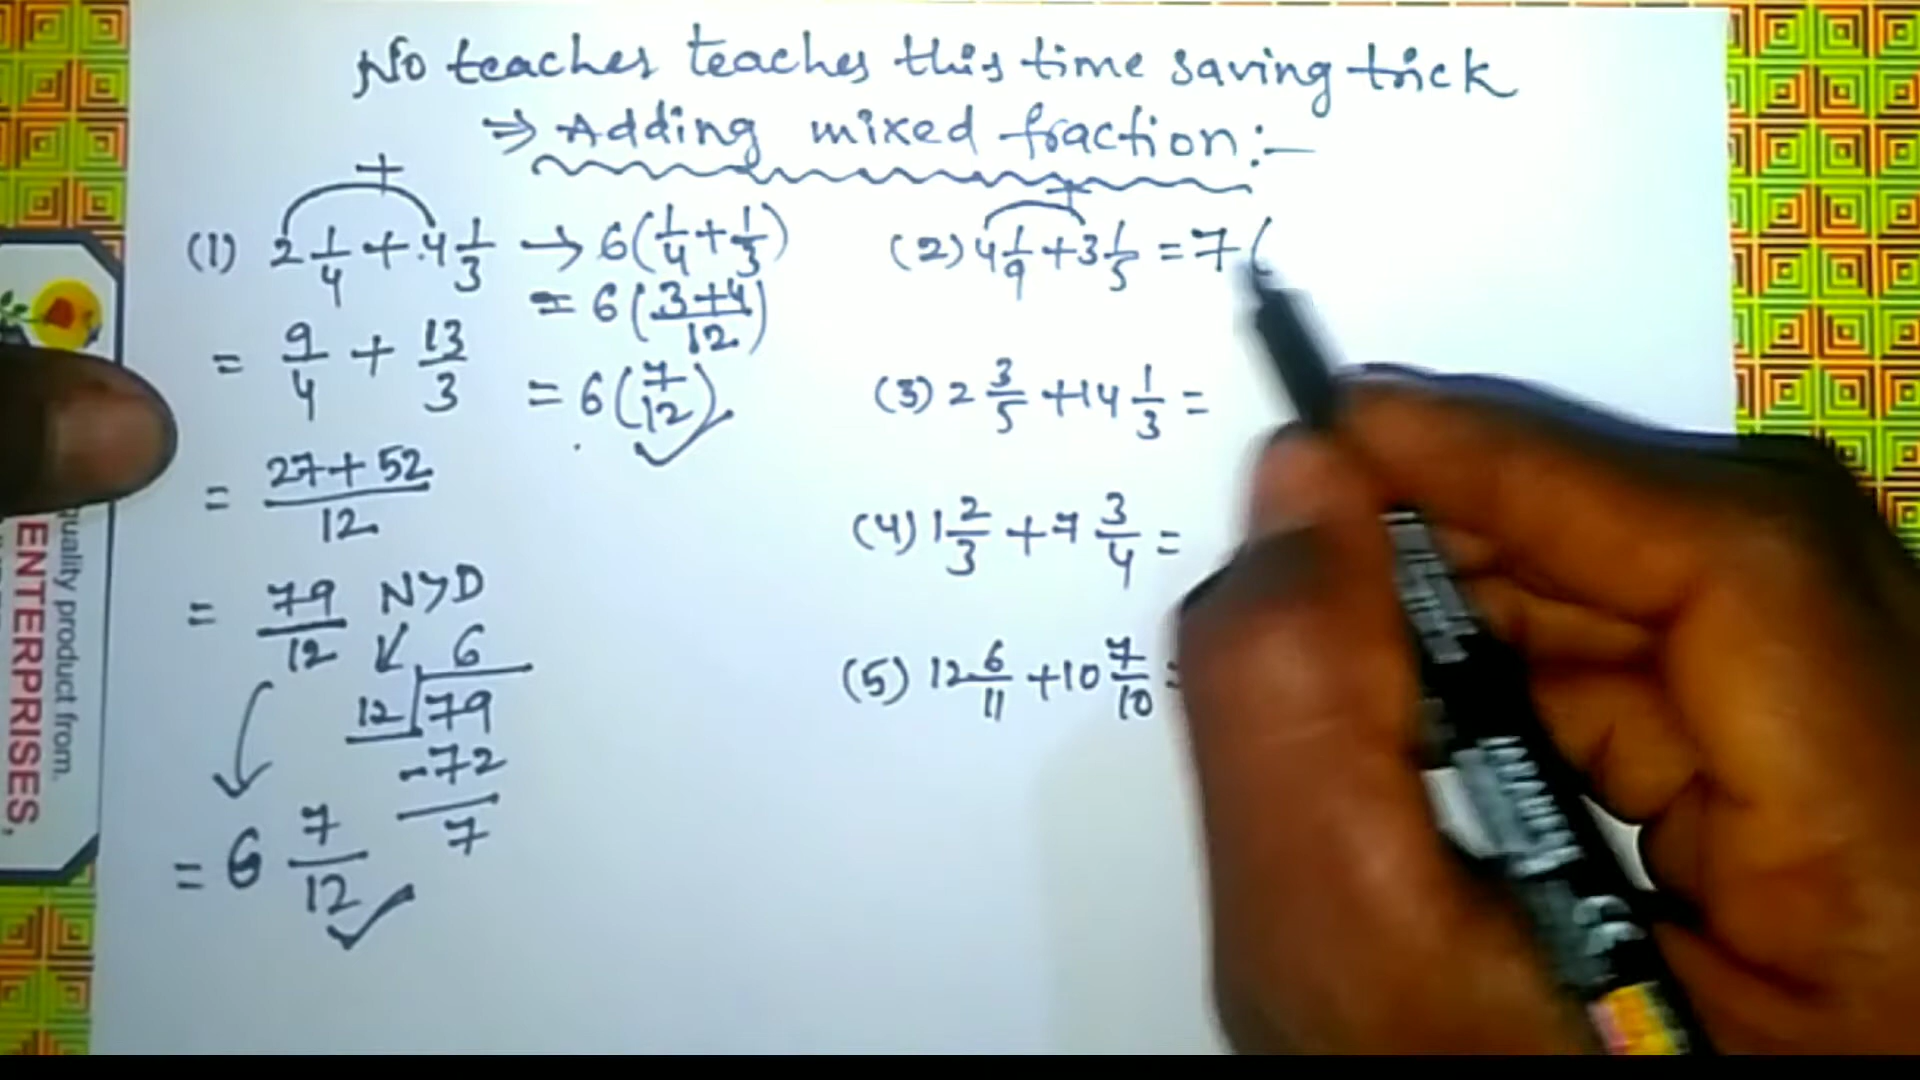 No teacher teaches this time saving trick
⇒ Adding mixed fraction:-
+
(1) 2 1/4 + 4 1/3 → 6(1/4 + 1/3)
= 6(3+4/12)
= 9/4 + 13/3 = 6(7/12)
= 27+52/12
= 79/12 N>D
6
12 79
-72
7
= 6 7/12
+
(2) 4 1/9 + 3 1/5 = 7(
(3) 2 3/5 + 14 1/3 =
(4) 1 2/3 + 7 3/4 =
(5) 12 6/11 + 10 7/10 =
quality product from.
ENTERPRISES,